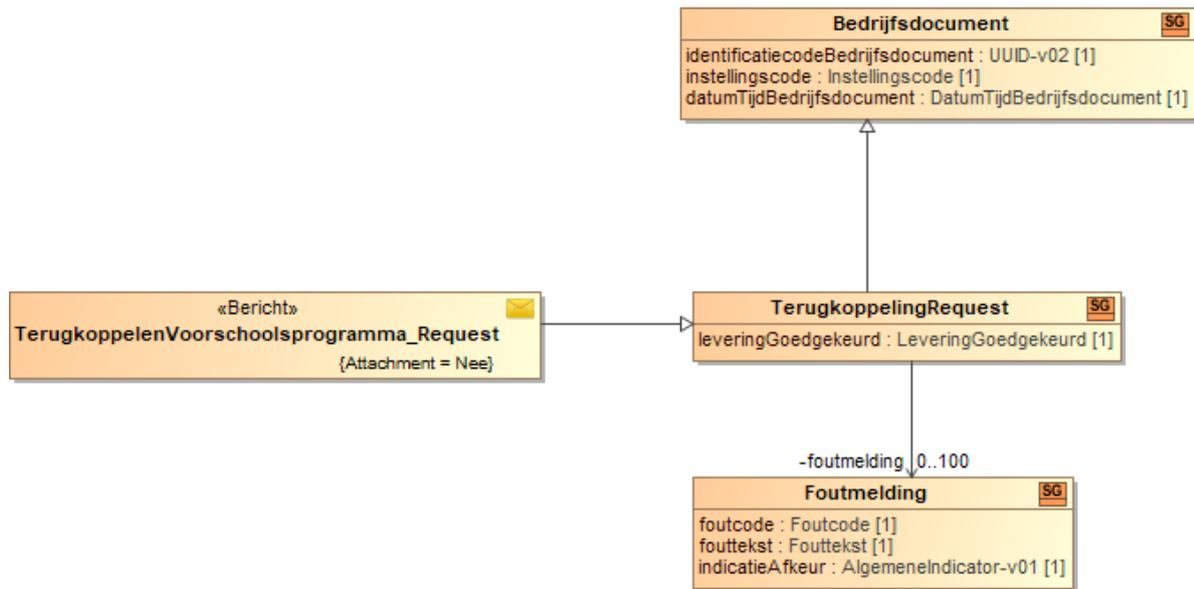 Bedrijfsdocument SG
identificatiecodeBedrijfsdocument : UUID-v02 [1]
instellingscode : Instellingscode [1]
datumTijdBedrijfsdocument : DatumTijdBedrijfsdocument [1]
«Bericht»
TerugkoppelenVoorschoolsprogramma_Request
{Attachment = Nee}
TerugkoppelingRequest SG
leveringGoedgekeurd : LeveringGoedgekeurd [1]
-foutmelding 0..100
Foutmelding SG
foutcode : Foutcode [1]
fouttekst : Fouttekst [1]
indicatieAfkeur : AlgemeneIndicator-v01 [1]